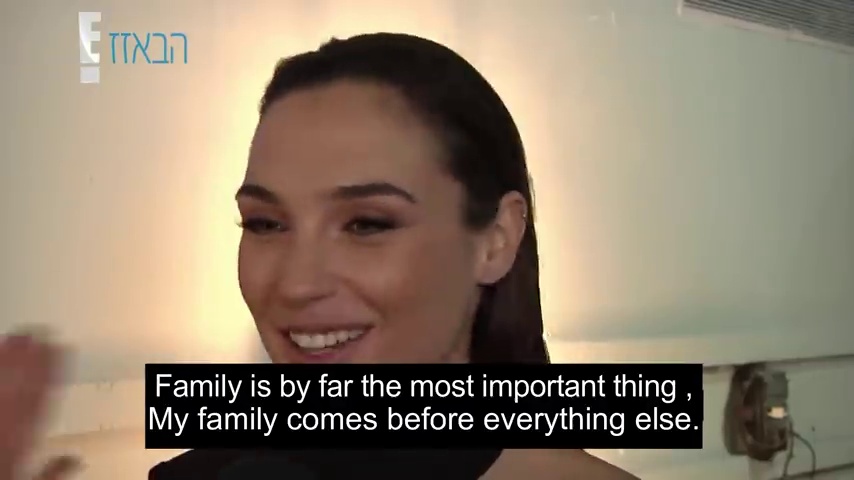 E! הבאזז
Family is by far the most important thing ,
My family comes before everything else.